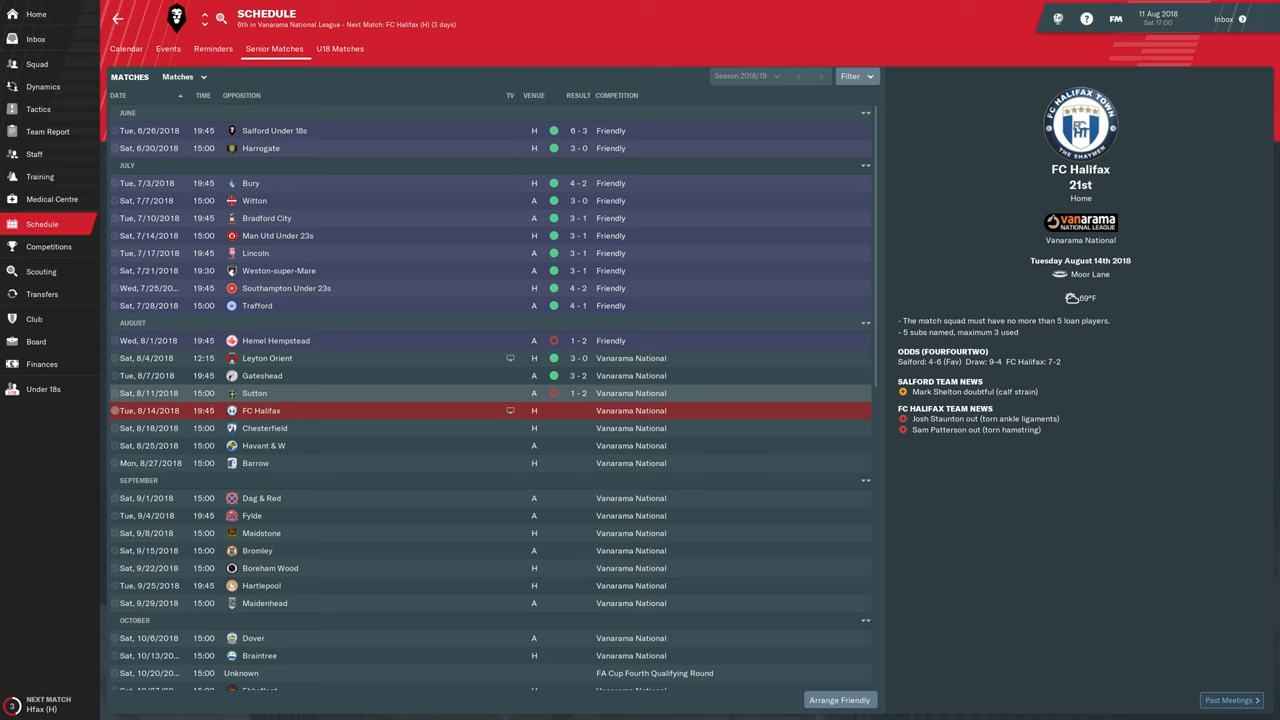 Home
Inbox
Squad
Dynamics
Tactics
Team Report
Staff
Training
Medical Centre
Schedule
Competitions
Scouting
Transfers
Club
Board
Finances
Under 18s
3
NEXT MATCH
Hfax (H)
SCHEDULE
6th in Vanarama National League - Next Match: FC Halifax (H) (3 days)
? FM
11 Aug 2018
Sat 17:00
Inbox
Calendar Events Reminders Senior Matches U18 Matches
MATCHES Matches Season 2018/19 Filter
DATE TIME OPPOSITION TV VENUE RESULT COMPETITION
JUNE
Tue, 6/26/2018 19:45 Salford Under 18s H 6 - 3 Friendly
Sat, 6/30/2018 15:00 Harrogate H 3 - 0 Friendly
JULY
Tue, 7/3/2018 19:45 Bury H 4 - 2 Friendly
Sat, 7/7/2018 15:00 Witton A 3 - 0 Friendly
Tue, 7/10/2018 19:45 Bradford City A 3 - 1 Friendly
Sat, 7/14/2018 15:00 Man Utd Under 23s H 3 - 1 Friendly
Tue, 7/17/2018 19:45 Lincoln A 3 - 1 Friendly
Sat, 7/21/2018 19:30 Weston-super-Mare A 3 - 1 Friendly
Wed, 7/25/20... 19:45 Southampton Under 23s H 4 - 2 Friendly
Sat, 7/28/2018 15:00 Trafford A 4 - 1 Friendly
AUGUST
Wed, 8/1/2018 19:45 Hemel Hempstead A 1 - 2 Friendly
Sat, 8/4/2018 12:15 Leyton Orient H 3 - 0 Vanarama National
Tue, 8/7/2018 19:45 Gateshead A 3 - 2 Vanarama National
Sat, 8/11/2018 15:00 Sutton A 1 - 2 Vanarama National
Tue, 8/14/2018 19:45 FC Halifax H Vanarama National
Sat, 8/18/2018 15:00 Chesterfield H Vanarama National
Sat, 8/25/2018 15:00 Havant & W A Vanarama National
Mon, 8/27/2018 15:00 Barrow H Vanarama National
SEPTEMBER
Sat, 9/1/2018 15:00 Dag & Red A Vanarama National
Tue, 9/4/2018 19:45 Fylde A Vanarama National
Sat, 9/8/2018 15:00 Maidstone H Vanarama National
Sat, 9/15/2018 15:00 Bromley A Vanarama National
Sat, 9/22/2018 15:00 Boreham Wood H Vanarama National
Tue, 9/25/2018 19:45 Hartlepool H Vanarama National
Sat, 9/29/2018 15:00 Maidenhead A Vanarama National
OCTOBER
Sat, 10/6/2018 15:00 Dover A Vanarama National
Sat, 10/13/20... 15:00 Braintree H Vanarama National
Sat, 10/20/20... 15:00 Unknown FA Cup Fourth Qualifying Round
Arrange Friendly
FC HALIFAX TOWN
THE SHAYMEN
FC Halifax
21st
Home
vanarama
NATIONAL LEAGUE
Vanarama National
Tuesday August 14th 2018
Moor Lane
69°F
- The match squad must have no more than 5 loan players.
- 5 subs named, maximum 3 used
ODDS (FOURFOURTWO)
Salford: 4-6 (Fav) Draw: 9-4 FC Halifax: 7-2
SALFORD TEAM NEWS
Mark Shelton doubtful (calf strain)
FC HALIFAX TEAM NEWS
Josh Staunton out (torn ankle ligaments)
Sam Patterson out (torn hamstring)
Past Meetings